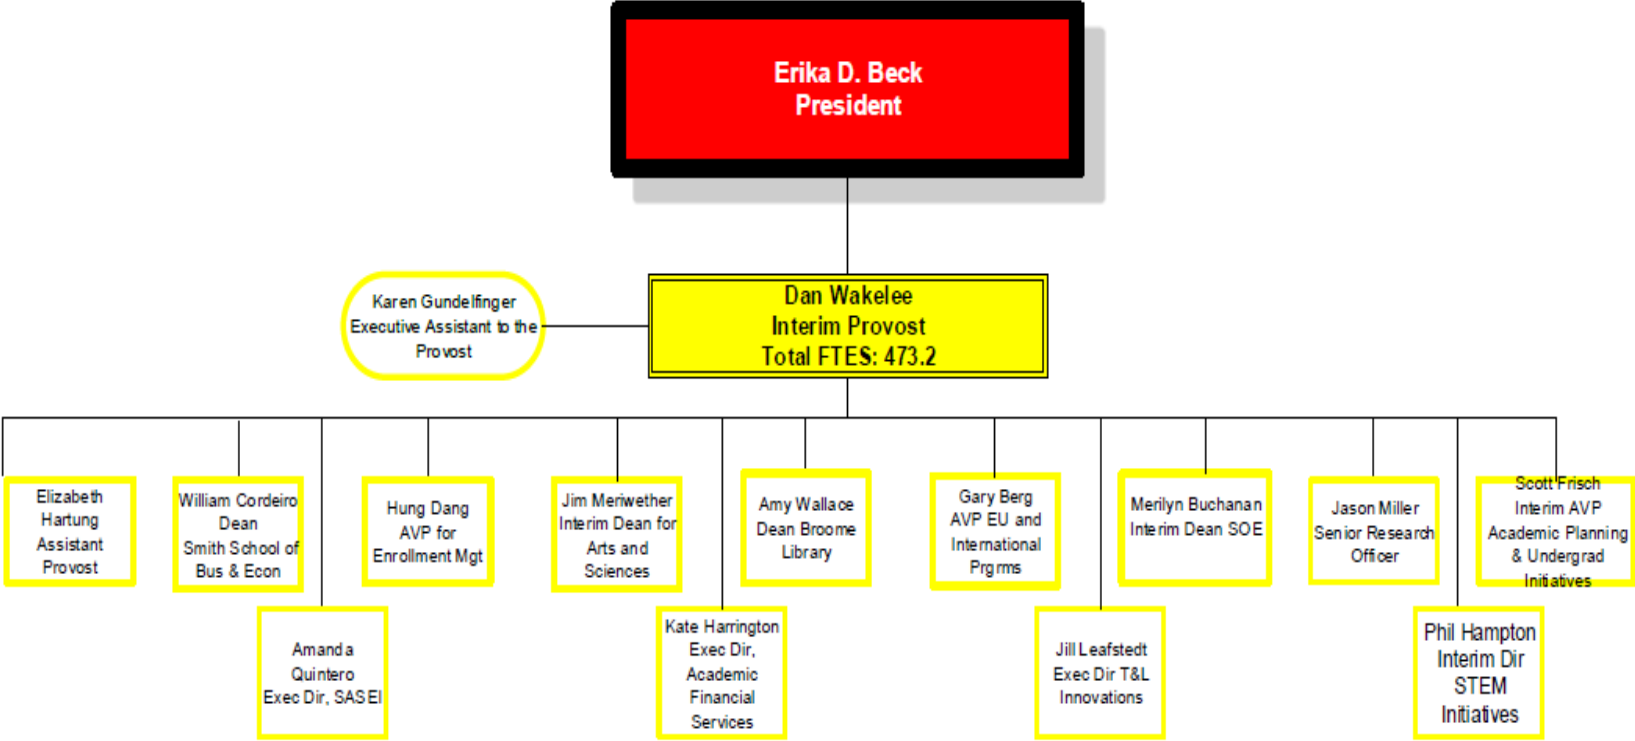 Erika D. Beck
President
Karen Gundelfinger
Executive Assistant to the
Provost
Dan Wakelee
Interim Provost
Total FTES: 473.2
Elizabeth
Hartung
Assistant
Provost
William Cordeiro
Dean
Smith School of
Bus & Econ
Hung Dang
AVP for
Enrollment Mgt
Jim Meriwether
Interim Dean for
Arts and
Sciences
Amy Wallace
Dean Broome
Library
Gary Berg
AVP EU and
International
Prgrms
Merilyn Buchanan
Interim Dean SOE
Jason Miller
Senior Research
Officer
Scott Frisch
Interim AVP
Academic Planning
& Undergrad
Initiatives
Amanda
Quintero
Exec Dir, SASEI
Kate Harrington
Exec Dir,
Academic
Financial
Services
Jill Leafstedt
Exec Dir T&L
Innovations
Phil Hampton
Interim Dir
STEM
Initiatives